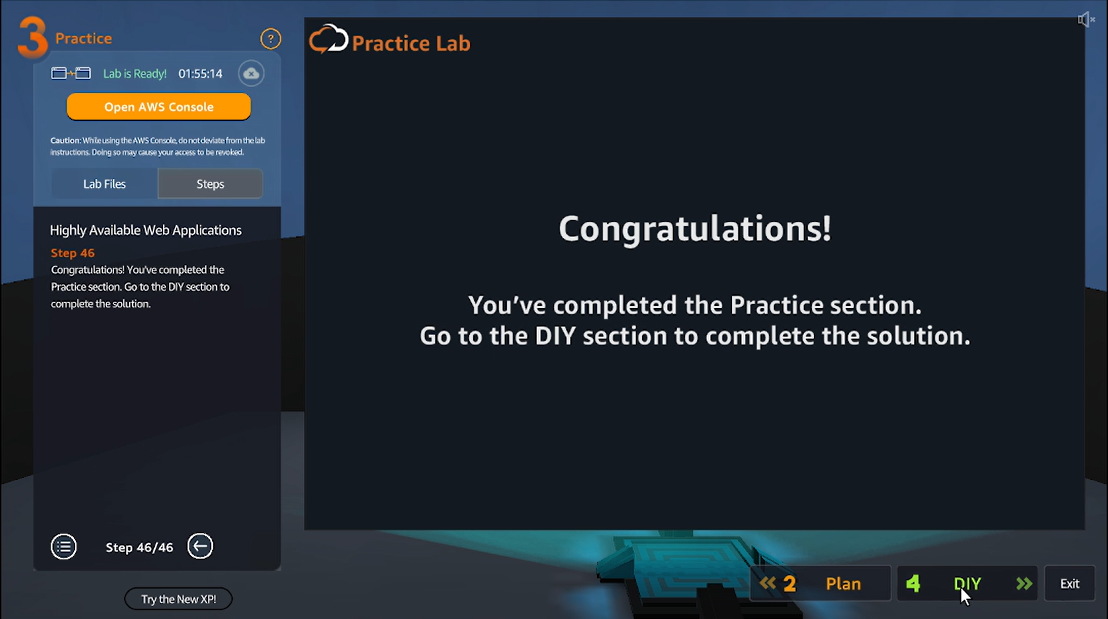 3 Practice
?
Lab is Ready! 01:55:14
Open AWS Console
Caution: While using the AWS Console, do not deviate from the lab
instructions. Doing so may cause your access to be revoked.
Lab Files Steps
Highly Available Web Applications
Step 46
Congratulations! You've completed the
Practice section. Go to the DIY section to
complete the solution.
Step 46/46
Try the New XP!
Practice Lab
Congratulations!
You've completed the Practice section.
Go to the DIY section to complete the solution.
2 Plan
4 DIY
Exit